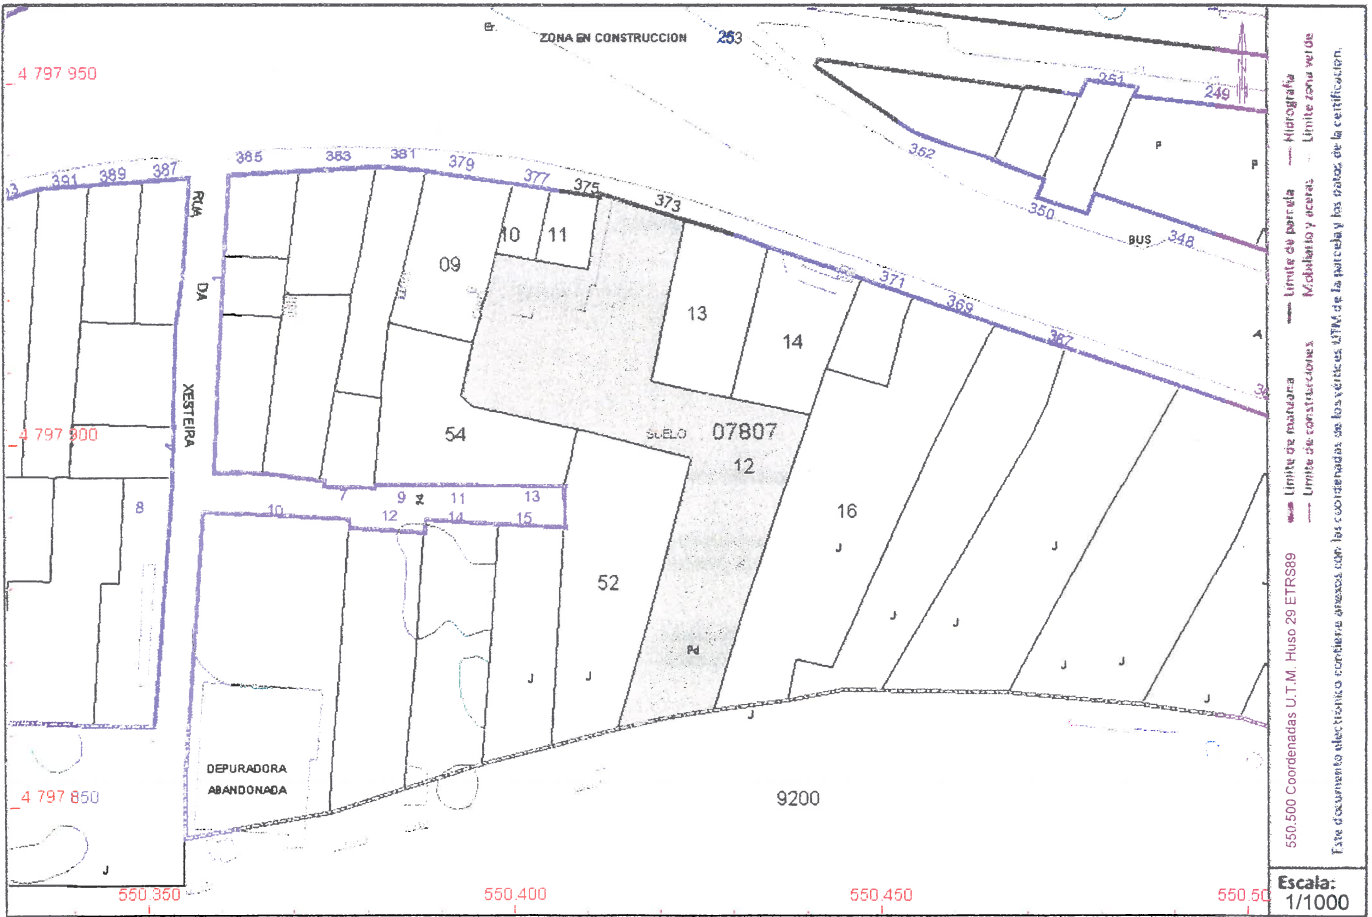 Er
ZONA EN CONSTRUCCION
253
4 797 950
251
249
P
P
352
350
BUS
348
391
389
387
385
383
381
379
377
375
373
RUA
DA
XESTEIRA
1
10
11
09
13
14
371
369
367
A
4 797 900
54
SUELO
07807
12
8
7
9
11
13
10
12
14
15
16
J
J
52
J
J
Pd
J
J
J
J
J
J
DEPURADORA
ABANDONADA
4 797 850
9200
J
550.350
550.400
550.450
550.50
550.500 Coordenadas U.T.M. Huso 29 ETRS89
Límite de manzana
Límite de parcela
Hidrografía
Límite de construcciones
Mobiliario y aceras
Límite zona verde
Este documento electrónico contiene anexos con las coordenadas de los vértices UTM de la parcela y los datos de la certificación.
Escala:
1/1000